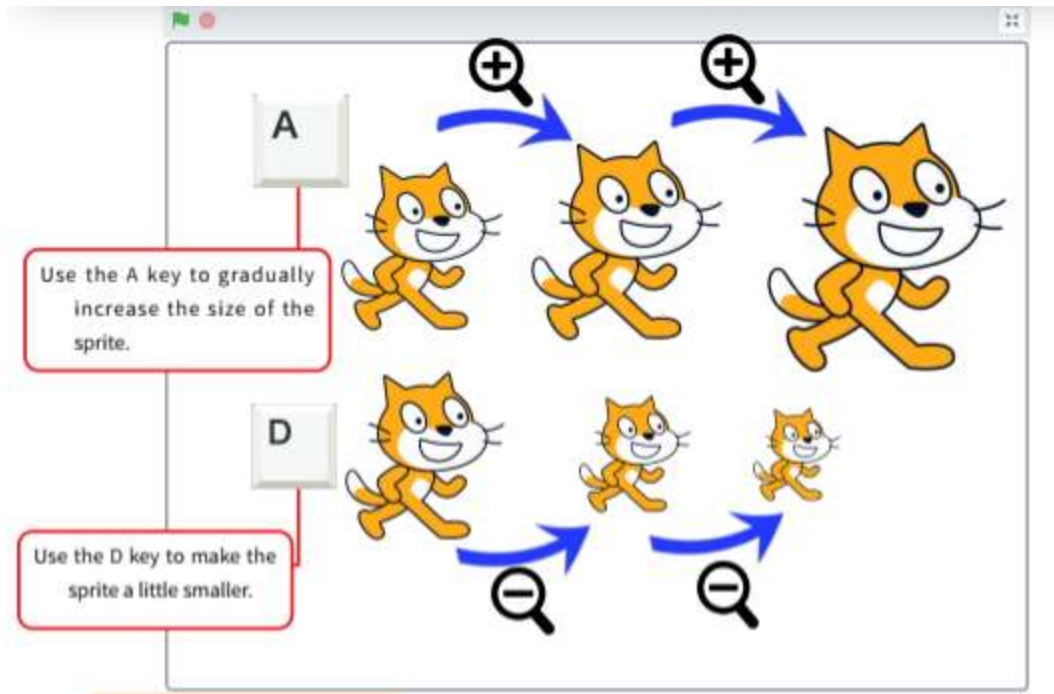 A
Use the A key to gradually
increase the size of the
sprite.
D
Use the D key to make the
sprite a little smaller.